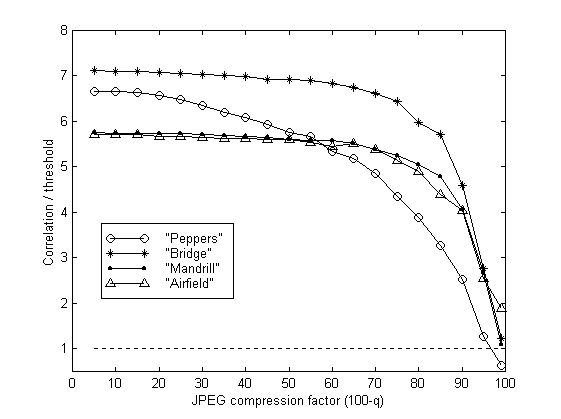 8
7
6
5
4
3
2
1
Correlation / threshold
"Peppers"
"Bridge"
"Mandrill"
"Airfield"
0 10 20 30 40 50 60 70 80 90 100
JPEG compression factor (100-q)